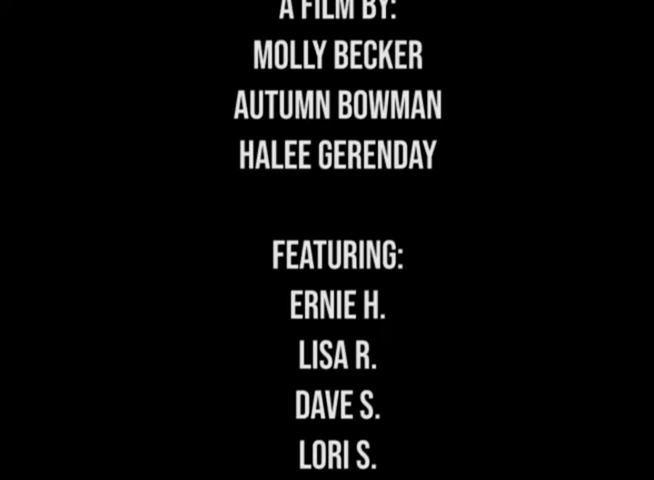 A FILM BY:
MOLLY BECKER
AUTUMN BOWMAN
HALEE GERENDAY
FEATURING:
ERNIE H.
LISA R.
DAVE S.
LORI S.